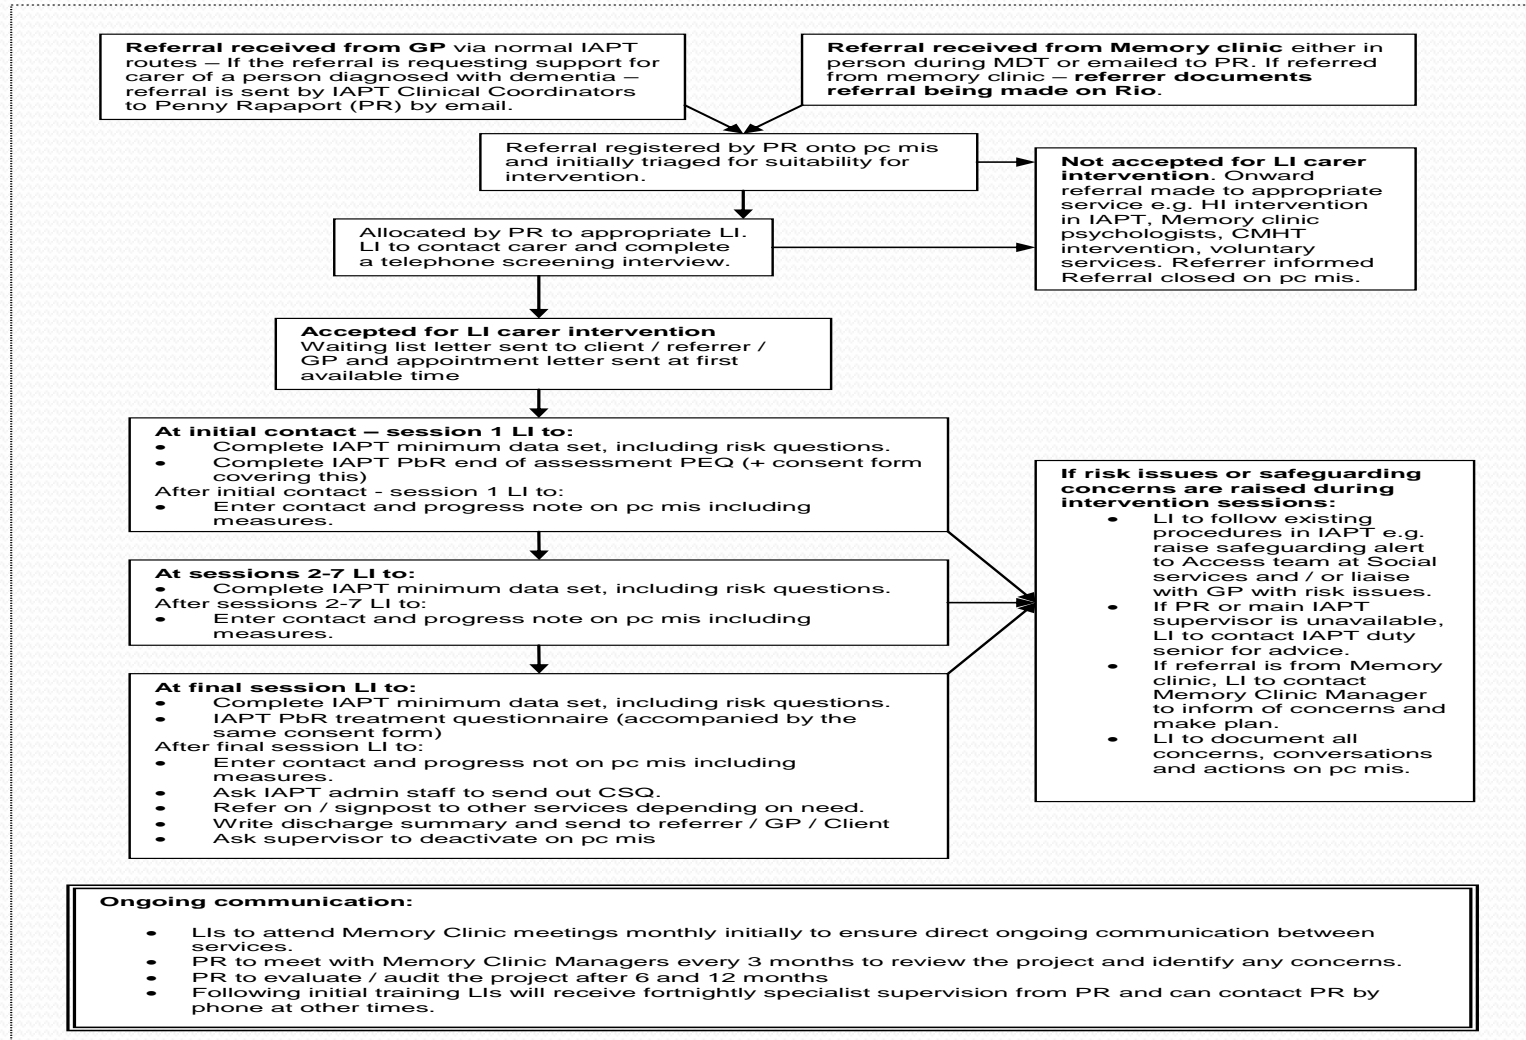 Referral received from GP via normal IAPT
routes – If the referral is requesting support for
carer of a person diagnosed with dementia –
referral is sent by IAPT Clinical Coordinators
to Penny Rapaport (PR) by email.
Referral received from Memory clinic either in
person during MDT or emailed to PR. If referred
from memory clinic – referrer documents
referral being made on Rio.
Referral registered by PR onto pc mis
and initially triaged for suitability for
intervention.
Not accepted for LI carer
intervention. Onward
referral made to appropriate
service e.g. HI intervention
in IAPT, Memory clinic
psychologists, CMHT
intervention, voluntary
services. Referrer informed
Referral closed on pc mis.
Allocated by PR to appropriate LI.
LI to contact carer and complete
a telephone screening interview.
Accepted for LI carer intervention
Waiting list letter sent to client / referrer /
GP and appointment letter sent at first
available time
At initial contact – session 1 LI to:
• Complete IAPT minimum data set, including risk questions.
• Complete IAPT PbR end of assessment PEQ (+ consent form
covering this)
After initial contact - session 1 LI to:
• Enter contact and progress note on pc mis including
measures.
At sessions 2-7 LI to:
• Complete IAPT minimum data set, including risk questions.
After sessions 2-7 LI to:
• Enter contact and progress note on pc mis including
measures.
At final session LI to:
• Complete IAPT minimum data set, including risk questions.
• IAPT PbR treatment questionnaire (accompanied by the
same consent form)
After final session LI to:
• Enter contact and progress not on pc mis including
measures.
• Ask IAPT admin staff to send out CSQ.
• Refer on / signpost to other services depending on need.
• Write discharge summary and send to referrer / GP / Client
• Ask supervisor to deactivate on pc mis
If risk issues or safeguarding
concerns are raised during
intervention sessions:
• LI to follow existing
procedures in IAPT e.g.
raise safeguarding alert
to Access team at Social
services and / or liaise
with GP with risk issues.
• If PR or main IAPT
supervisor is unavailable,
LI to contact IAPT duty
senior for advice.
• If referral is from Memory
clinic, LI to contact
Memory Clinic Manager
to inform of concerns and
make plan.
• LI to document all
concerns, conversations
and actions on pc mis.
Ongoing communication:
• LIs to attend Memory Clinic meetings monthly initially to ensure direct ongoing communication between
services.
• PR to meet with Memory Clinic Managers every 3 months to review the project and identify any concerns.
• PR to evaluate / audit the project after 6 and 12 months
• Following initial training LIs will receive fortnightly specialist supervision from PR and can contact PR by
phone at other times.